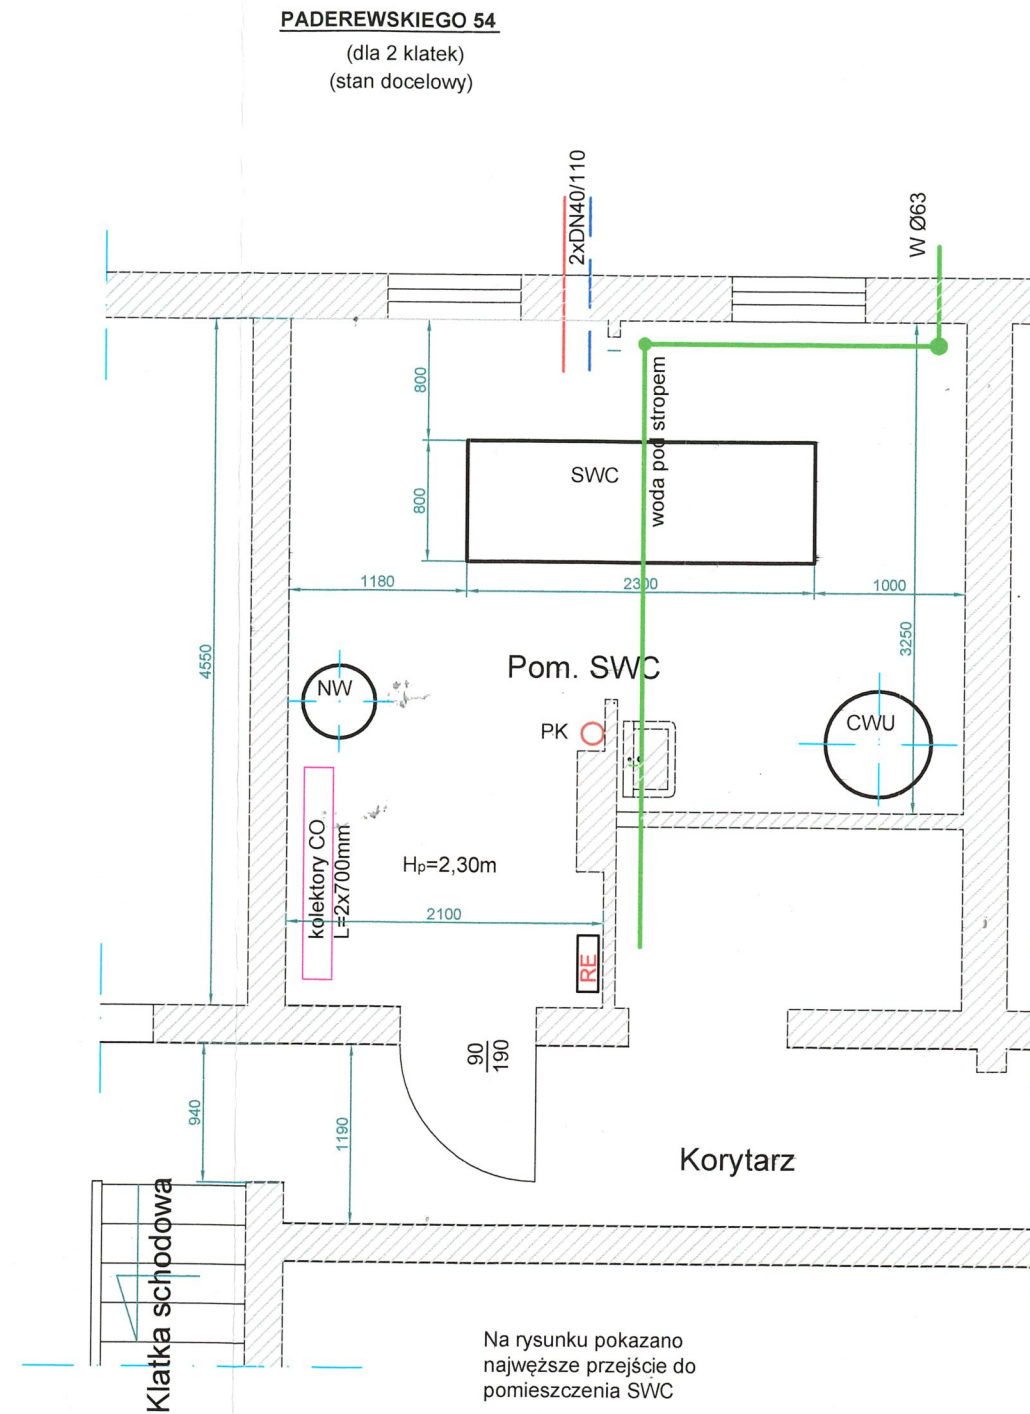 PADEREWSKIEGO 54
(dla 2 klatek)
(stan docelowy)
2xDN40/110
W Ø63
800
woda pod stropem
SWC
800
1180
2300
1000
4550
3250
Pom. SWC
NW
PK
CWU
kolektory CO
L=2x700mm
Hp=2,30m
2100
RE
90
190
940
1190
Korytarz
Klatka schodowa
Na rysunku pokazano
najwęższe przejście do
pomieszczenia SWC